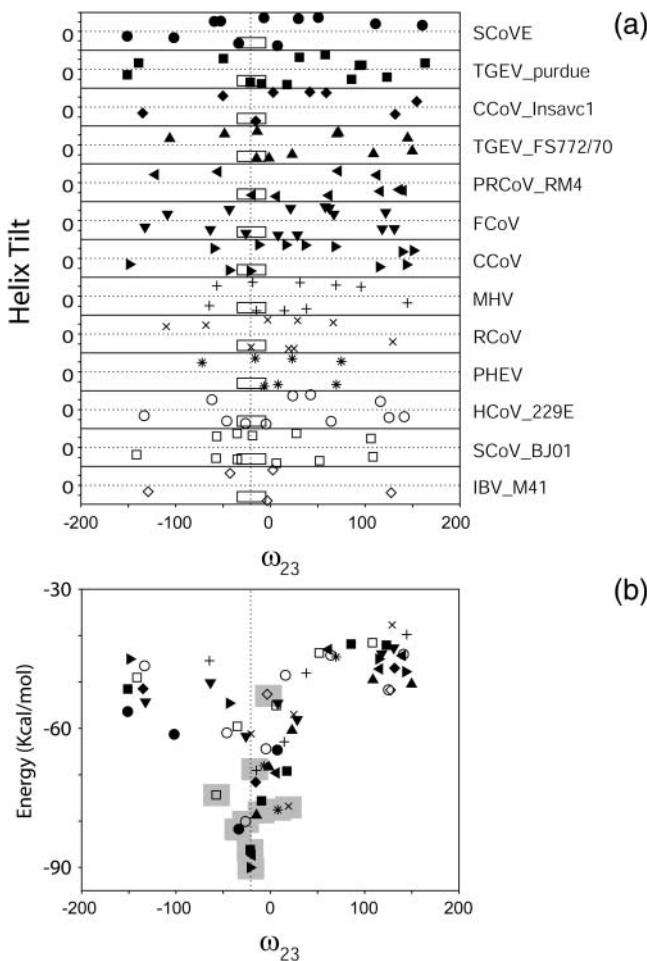 (a)
0 SCoVE
0 TGEV_purdue
0 CCoV_Insavc1
0 TGEV_FS772/70
0 PRCoV_RM4
0 FCoV
0 CCoV
0 MHV
0 RCoV
0 PHEV
0 HCoV_229E
0 SCoV_BJ01
0 IBV_M41
Helix Tilt
-200 -100 0 100 200
ω23
(b)
-30
-60
-90
Energy (Kcal/mol)
-200 -100 0 100 200
ω23